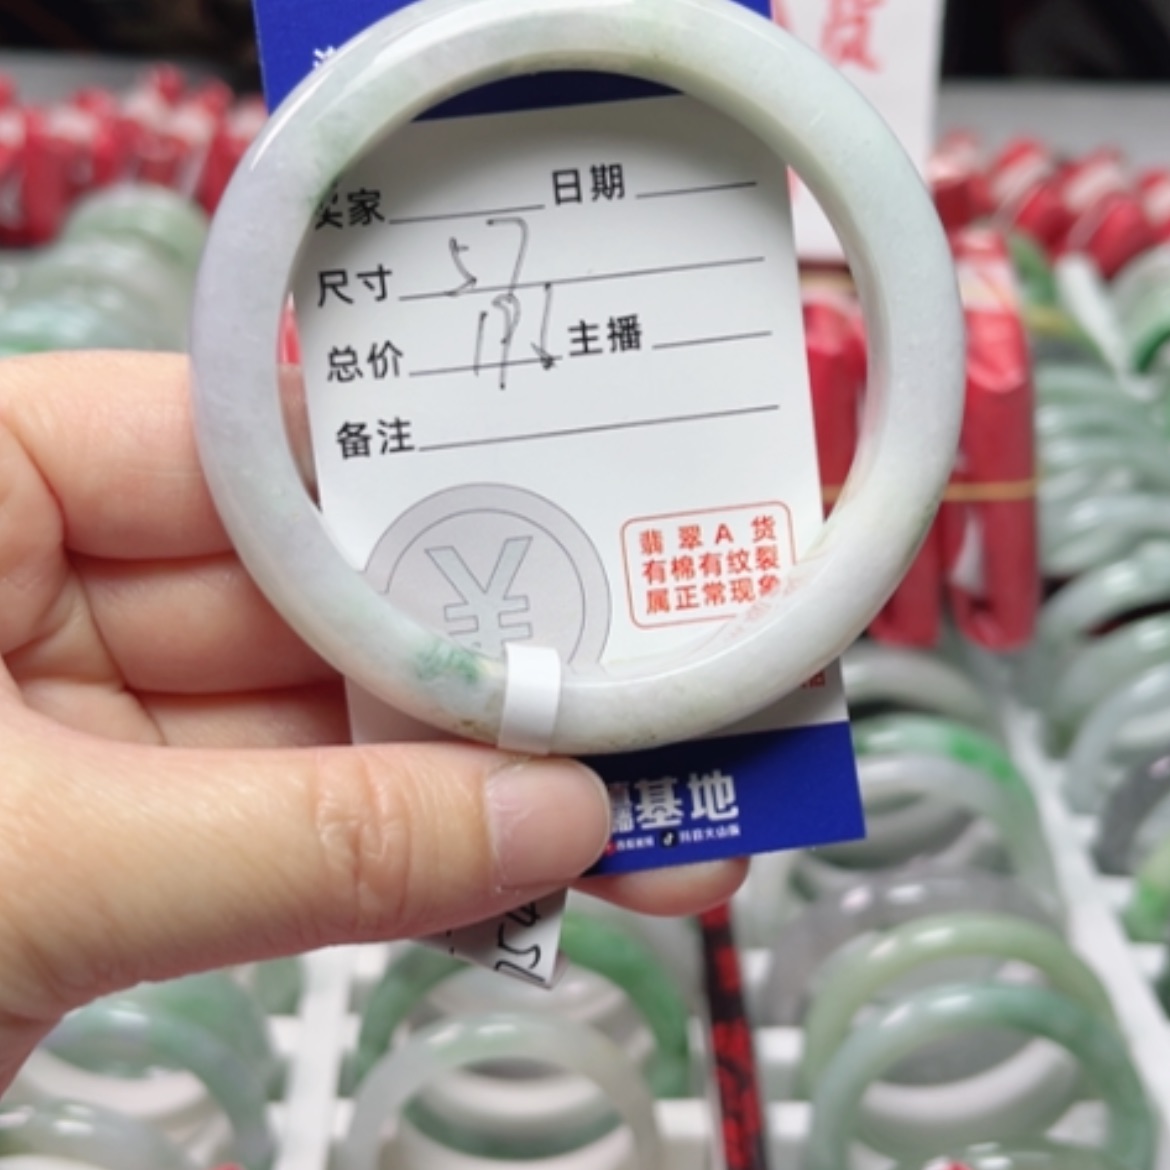 货
买家 日期
尺寸 57
总价 主播
备注
¥
翡翠A货
有棉有纹裂
属正常现象
基地